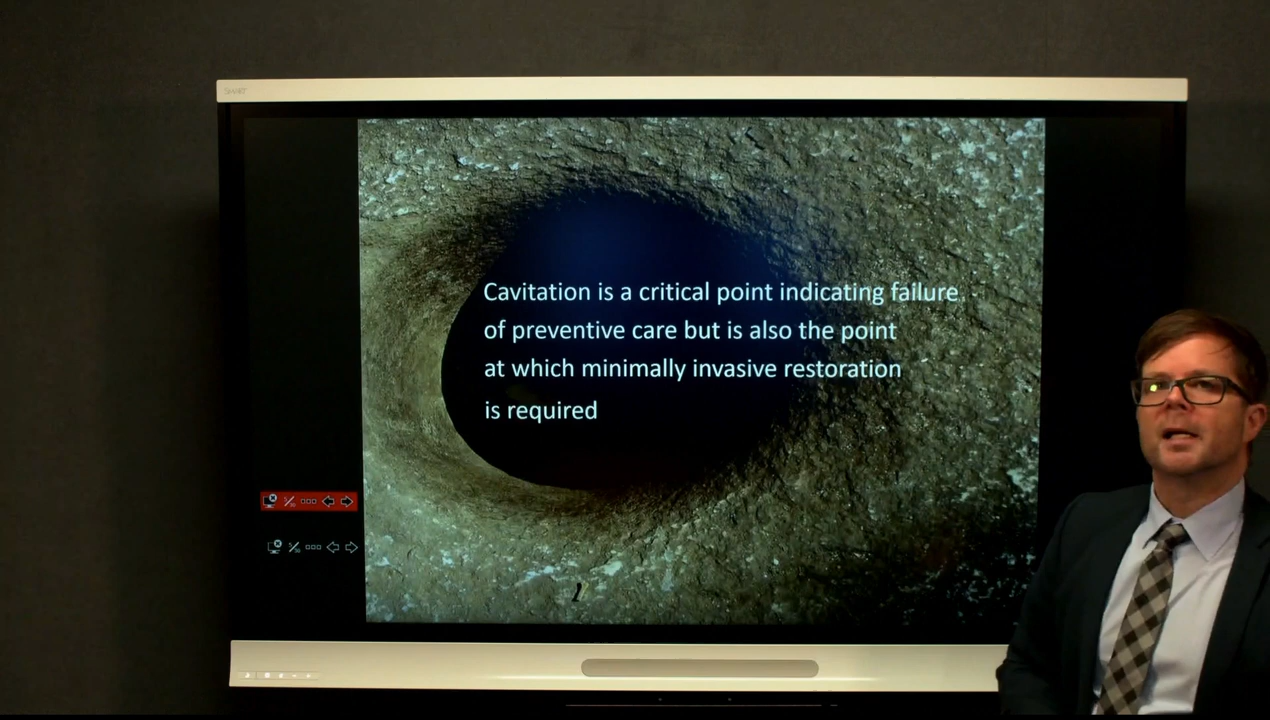 SMART
Cavitation is a critical point indicating failure
of preventive care but is also the point
at which minimally invasive restoration
is required